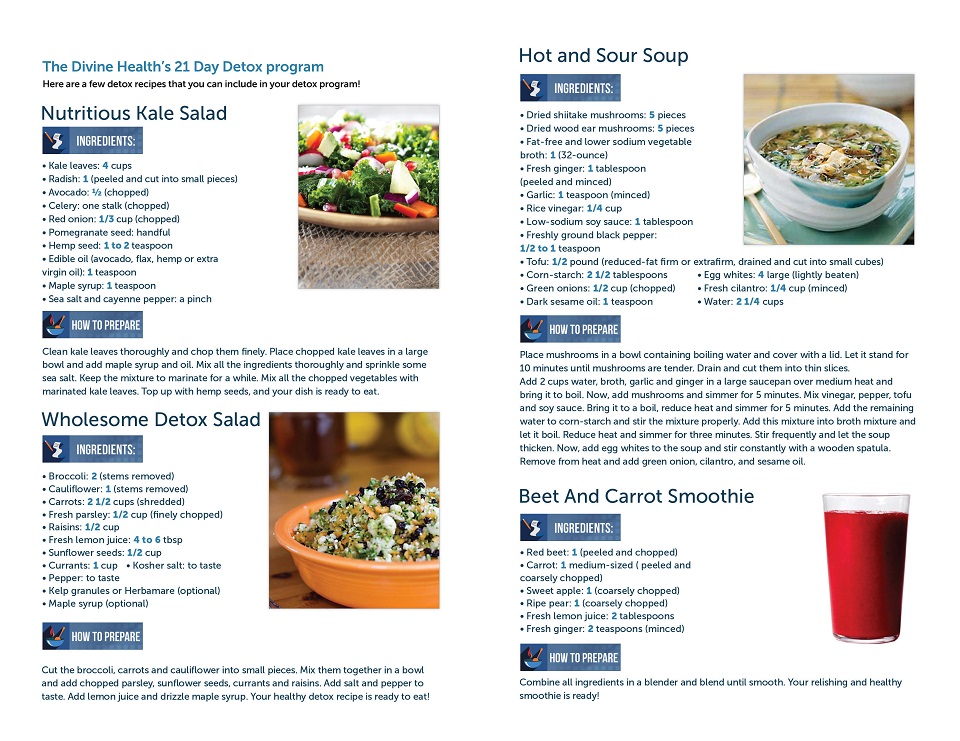 The Divine Health's 21 Day Detox program
Here are a few detox recipes that you can include in your detox program!
Nutritious Kale Salad
INGREDIENTS:
• Kale leaves: 4 cups
• Radish: 1 (peeled and cut into small pieces)
• Avocado: ½ (chopped)
• Celery: one stalk (chopped)
• Red onion: 1/3 cup (chopped)
• Pomegranate seed: handful
• Hemp seed: 1 to 2 teaspoon
• Edible oil (avocado, flax, hemp or extra
virgin oil): 1 teaspoon
• Maple syrup: 1 teaspoon
• Sea salt and cayenne pepper: a pinch
HOW TO PREPARE
Clean kale leaves thoroughly and chop them finely. Place chopped kale leaves in a large
bowl and add maple syrup and oil. Mix all the ingredients thoroughly and sprinkle some
sea salt. Keep the mixture to marinate for a while. Mix all the chopped vegetables with
marinated kale leaves. Top up with hemp seeds, and your dish is ready to eat.
Wholesome Detox Salad
INGREDIENTS:
• Broccoli: 2 (stems removed)
• Cauliflower: 1 (stems removed)
• Carrots: 2 1/2 cups (shredded)
• Fresh parsley: 1/2 cup (finely chopped)
• Raisins: 1/2 cup
• Fresh lemon juice: 4 to 6 tbsp
• Sunflower seeds: 1/2 cup
• Currants: 1 cup • Kosher salt: to taste
• Pepper: to taste
• Kelp granules or Herbamare (optional)
• Maple syrup (optional)
HOW TO PREPARE
Cut the broccoli, carrots and cauliflower into small pieces. Mix them together in a bowl
and add chopped parsley, sunflower seeds, currants and raisins. Add salt and pepper to
taste. Add lemon juice and drizzle maple syrup. Your healthy detox recipe is ready to eat!
Hot and Sour Soup
INGREDIENTS:
• Dried shiitake mushrooms: 5 pieces
• Dried wood ear mushrooms: 5 pieces
• Fat-free and lower sodium vegetable
broth: 1 (32-ounce)
• Fresh ginger: 1 tablespoon
(peeled and minced)
• Garlic: 1 teaspoon (minced)
• Rice vinegar: 1/4 cup
• Low-sodium soy sauce: 1 tablespoon
• Freshly ground black pepper:
1/2 to 1 teaspoon
• Tofu: 1/2 pound (reduced-fat firm or extrafirm, drained and cut into small cubes)
• Corn-starch: 2 1/2 tablespoons • Egg whites: 4 large (lightly beaten)
• Green onions: 1/2 cup (chopped) • Fresh cilantro: 1/4 cup (minced)
• Dark sesame oil: 1 teaspoon • Water: 2 1/4 cups
HOW TO PREPARE
Place mushrooms in a bowl containing boiling water and cover with a lid. Let it stand for
10 minutes until mushrooms are tender. Drain and cut them into thin slices.
Add 2 cups water, broth, garlic and ginger in a large saucepan over medium heat and
bring it to boil. Now, add mushrooms and simmer for 5 minutes. Mix vinegar, pepper, tofu
and soy sauce. Bring it to a boil, reduce heat and simmer for 5 minutes. Add the remaining
water to corn-starch and stir the mixture properly. Add this mixture into broth mixture and
let it boil. Reduce heat and simmer for three minutes. Stir frequently and let the soup
thicken. Now, add egg whites to the soup and stir constantly with a wooden spatula.
Remove from heat and add green onion, cilantro, and sesame oil.
Beet And Carrot Smoothie
INGREDIENTS:
• Red beet: 1 (peeled and chopped)
• Carrot: 1 medium-sized ( peeled and
coarsely chopped)
• Sweet apple: 1 (coarsely chopped)
• Ripe pear: 1 (coarsely chopped)
• Fresh lemon juice: 2 tablespoons
• Fresh ginger: 2 teaspoons (minced)
HOW TO PREPARE
Combine all ingredients in a blender and blend until smooth. Your relishing and healthy
smoothie is ready!